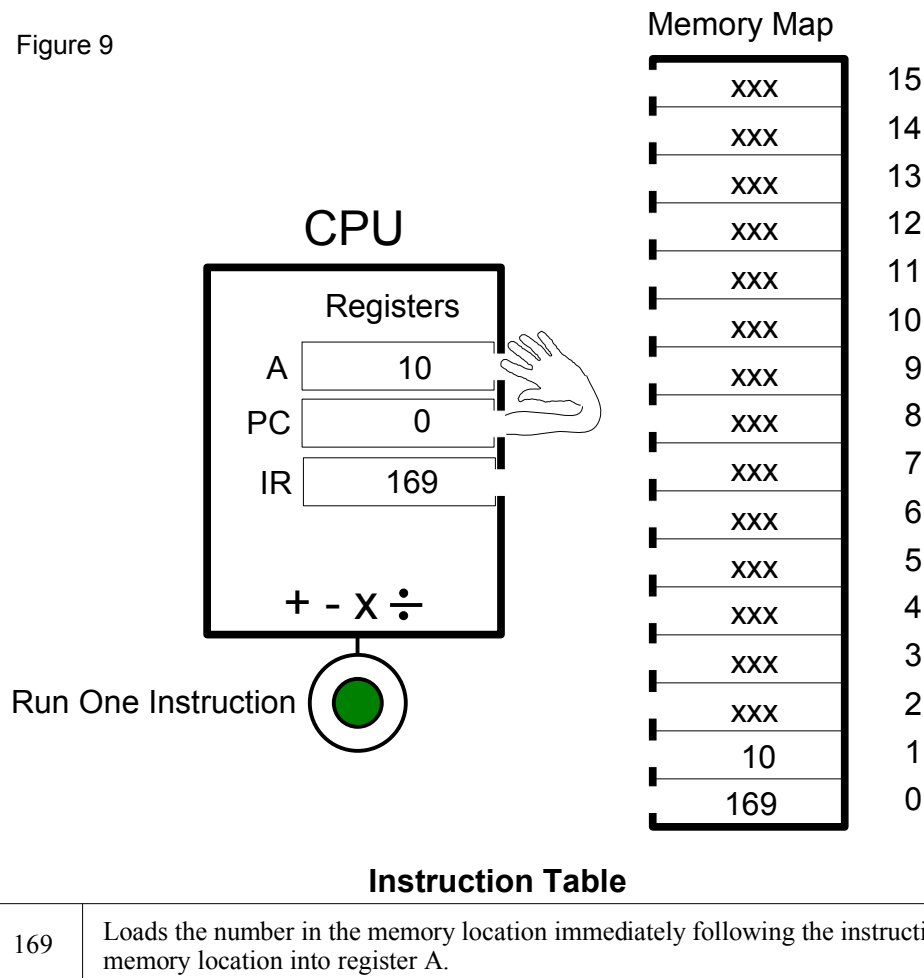 Figure 9
Memory Map
xxx 15
xxx 14
xxx 13
xxx 12
xxx 11
xxx 10
xxx 9
xxx 8
xxx 7
xxx 6
xxx 5
xxx 4
xxx 3
xxx 2
10 1
169 0
CPU
Registers
A 10
PC 0
IR 169
+ - x ÷
Run One Instruction
Instruction Table
169 Loads the number in the memory location immediately following the instructi
memory location into register A.